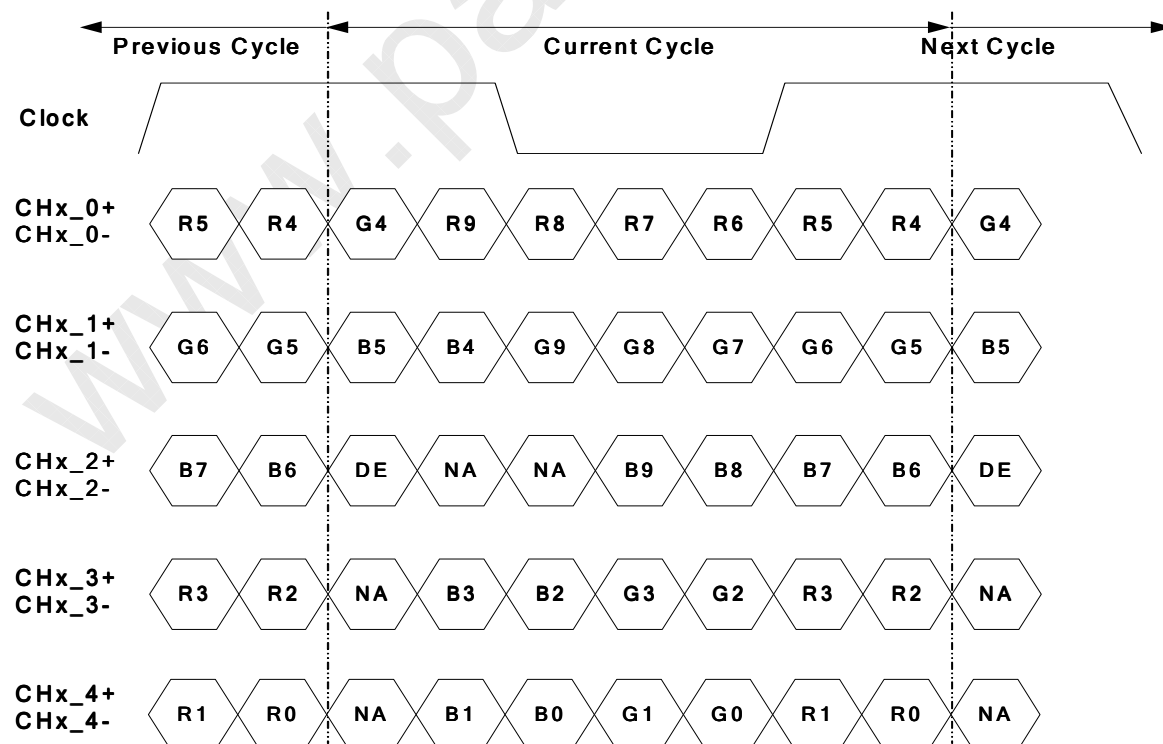 Previous Cycle Current Cycle Next Cycle
Clock
CHx_0+
CHx_0-
R5 R4 G4 R9 R8 R7 R6 R5 R4 G4
CHx_1+
CHx_1-
G6 G5 B5 B4 G9 G8 G7 G6 G5 B5
CHx_2+
CHx_2-
B7 B6 DE NA NA B9 B8 B7 B6 DE
CHx_3+
CHx_3-
R3 R2 NA B3 B2 G3 G2 R3 R2 NA
CHx_4+
CHx_4-
R1 R0 NA B1 B0 G1 G0 R1 R0 NA
www.pa